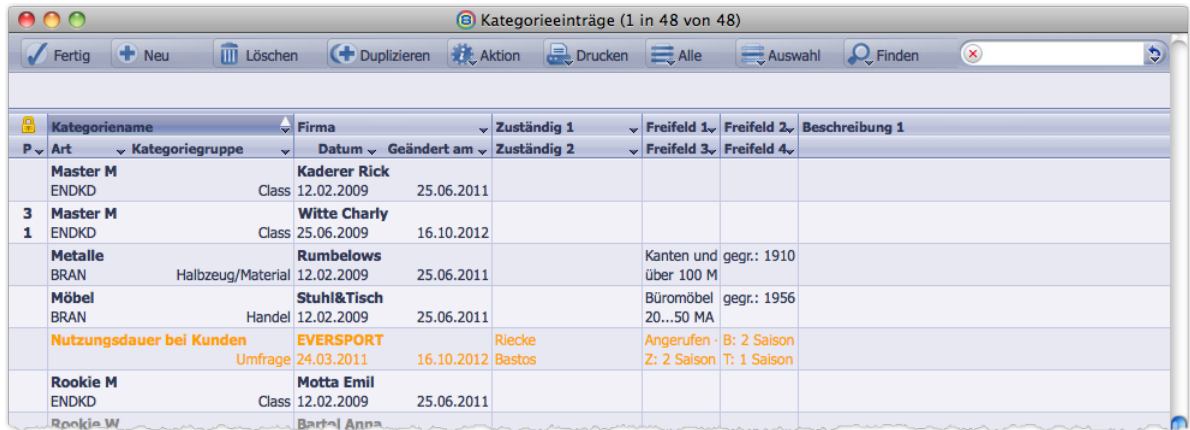 Kategorieeinträge (1 in 48 von 48)
Fertig Neu Löschen Duplizieren Aktion Drucken Alle Auswahl Finden
Kategoriename Firma Zuständig 1 Freifeld 1 Freifeld 2 Beschreibung 1
P Art Kategoriegruppe Datum Geändert am Zuständig 2 Freifeld 3 Freifeld 4
Master M Kaderer Rick
ENDKD Class 12.02.2009 25.06.2011
3 Master M Witte Charly
1 ENDKD Class 25.06.2009 16.10.2012
Metalle Rumbelows Kanten und gegr.: 1910
BRAN Halbzeug/Material 12.02.2009 25.06.2011 über 100 M
Möbel Stuhl&Tisch Büromöbel gegr.: 1956
BRAN Handel 12.02.2009 25.06.2011 20...50 MA
Nutzungsdauer bei Kunden EVERSPORT Riecke Angerufen · B: 2 Saison
Umfrage 24.03.2011 16.10.2012 Bastos Z: 2 Saison T: 1 Saison
Rookie M Motta Emil
ENDKD Class 12.02.2009 25.06.2011
Rookie W Bartol Anna